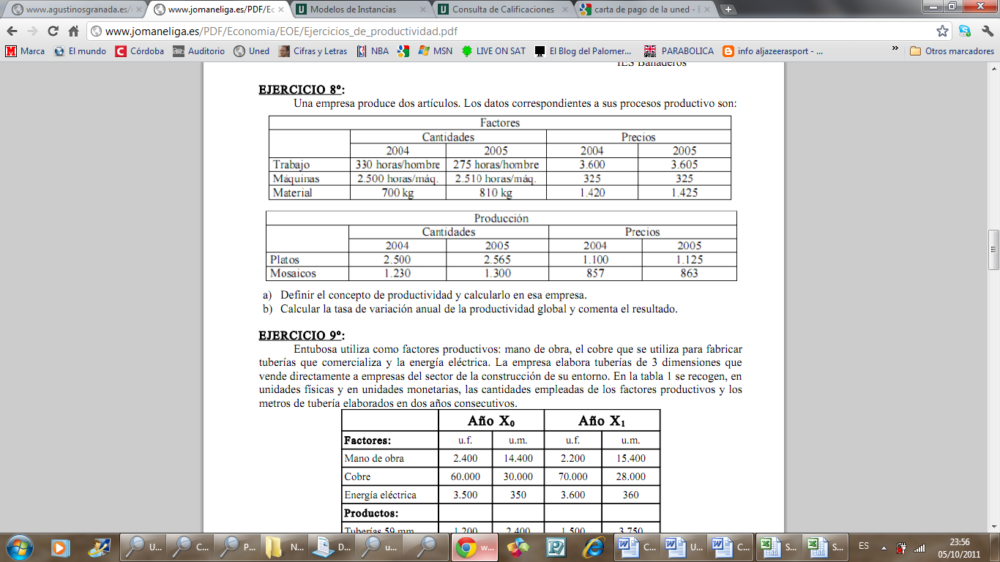 www.agustinosgranada.es/
www.jomaneliga.es/PDF/Ec
Modelos de Instancias
Consulta de Calificaciones
carta de pago de la uned - B
www.jomaneliga.es/PDF/Economia/EOE/Ejercicios_de_productividad.pdf
Marca El mundo Córdoba Auditorio Uned Cifras y Letras NBA MSN LIVE ON SAT El Blog del Palomer... PARABOLICA info aljazeerasport - ... » Otros marcadores
IES Bañaderos
EJERCICIO 8º:
Una empresa produce dos artículos. Los datos correspondientes a sus procesos productivo son:
Factores
Cantidades Precios
2004 2005 2004 2005
Trabajo 330 horas/hombre 275 horas/hombre 3.600 3.605
Máquinas 2.500 horas/máq. 2.510 horas/máq. 325 325
Material 700 kg 810 kg 1.420 1.425
Producción
Cantidades Precios
2004 2005 2004 2005
Platos 2.500 2.565 1.100 1.125
Mosaicos 1.230 1.300 857 863
a) Definir el concepto de productividad y calcularlo en esa empresa.
b) Calcular la tasa de variación anual de la productividad global y comenta el resultado.
EJERCICIO 9º:
Entubosa utiliza como factores productivos: mano de obra, el cobre que se utiliza para fabricar
tuberías que comercializa y la energía eléctrica. La empresa elabora tuberías de 3 dimensiones que
vende directamente a empresas del sector de la construcción de su entorno. En la tabla 1 se recogen, en
unidades físicas y en unidades monetarias, las cantidades empleadas de los factores productivos y los
metros de tubería elaborados en dos años consecutivos.
Año X₀ Año X₁
Factores: u.f. u.m. u.f. u.m.
Mano de obra 2.400 14.400 2.200 15.400
Cobre 60.000 30.000 70.000 28.000
Energía eléctrica 3.500 350 3.600 360
Productos:
Tuberías 59 mm 1.200 2.400 1.500 3.750
U... C... P... N... D... u... w... C... U... C... S... S... ES 23:56
05/10/2011